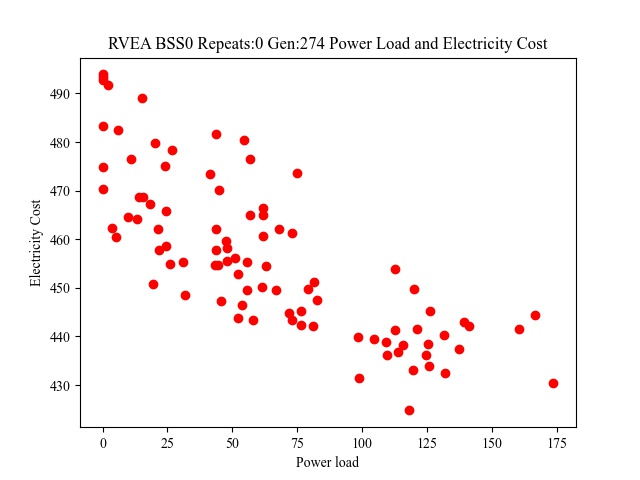 RVEA BSS0 Repeats:0 Gen:274 Power Load and Electricity Cost
490
480
470
460
450
440
430
Electricity Cost
0 25 50 75 100 125 150 175
Power load